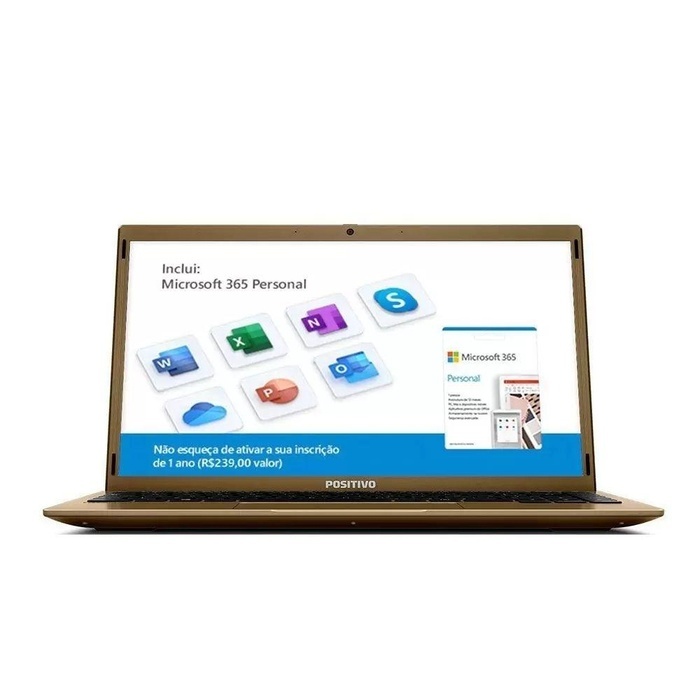 Inclui:
Microsoft 365 Personal
S
N
X
W
O
P
Microsoft 365
Personal
Não esqueça de ativar a sua inscrição
de 1 ano (R$239,00 valor)
POSITIVO